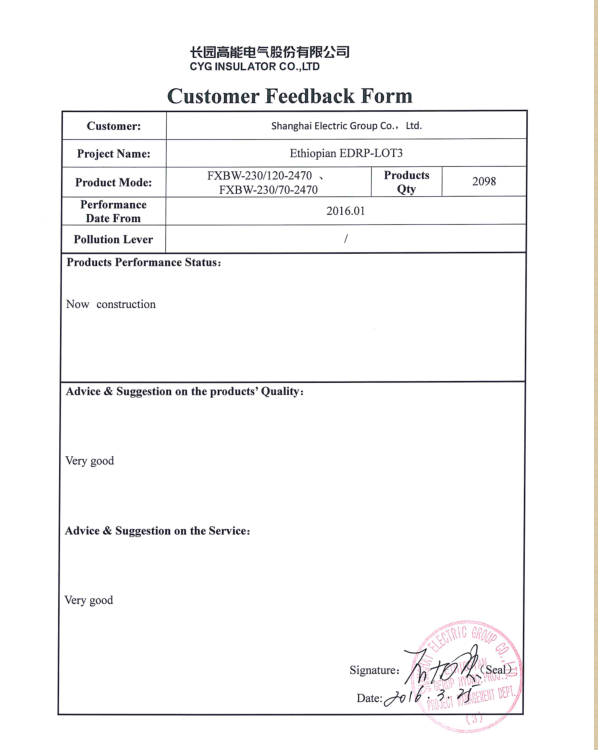 长园高能电气股份有限公司
CYG INSULATOR CO.,LTD
Customer Feedback Form
Customer: Shanghai Electric Group Co., Ltd.
Project Name: Ethiopian EDRP-LOT3
Product Mode: FXBW-230/120-2470 、 FXBW-230/70-2470 Products Qty 2098
Performance Date From 2016.01
Pollution Lever /
Products Performance Status:
Now construction
Advice & Suggestion on the products' Quality:
Very good
Advice & Suggestion on the Service:
Very good
ELECTRIC GROUP CO., LTD
Signature: (Seal)
Date: 2016.3.25
PROJECT MANAGEMENT DEPT.
(3)